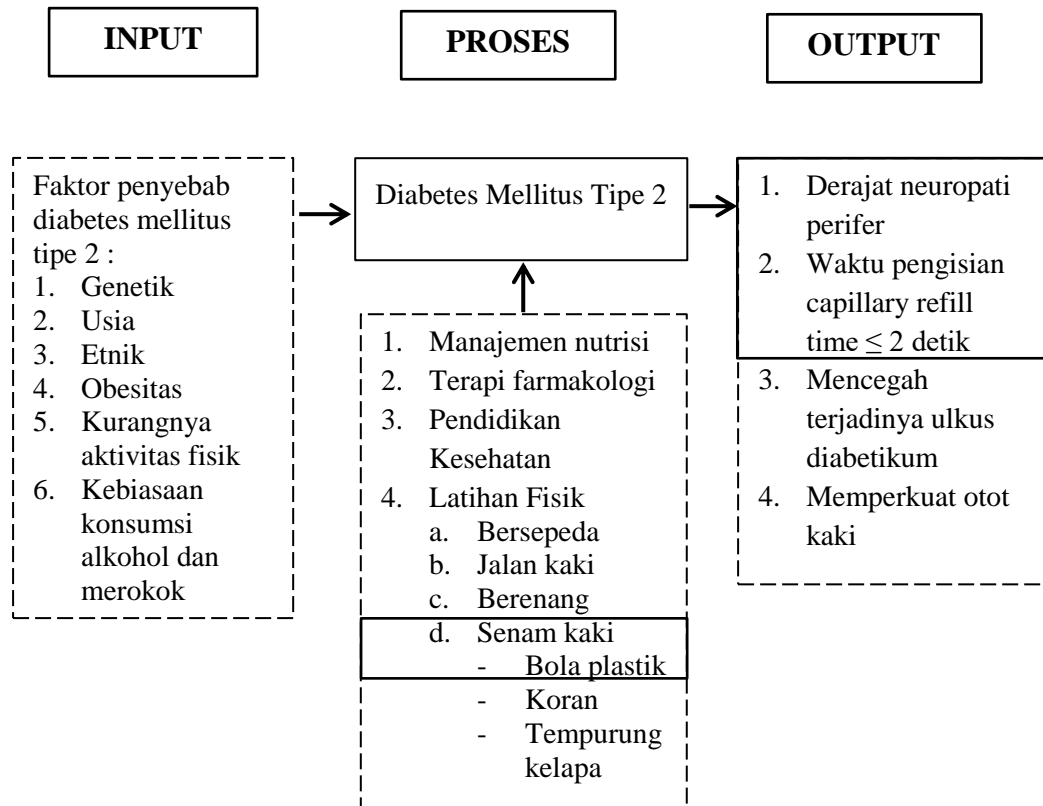 INPUT
PROSES
OUTPUT
Faktor penyebab
diabetes mellitus
tipe 2 :
1. Genetik
2. Usia
3. Etnik
4. Obesitas
5. Kurangnya
aktivitas fisik
6. Kebiasaan
konsumsi
alkohol dan
merokok
Diabetes Mellitus Tipe 2
1. Manajemen nutrisi
2. Terapi farmakologi
3. Pendidikan
Kesehatan
4. Latihan Fisik
a. Bersepeda
b. Jalan kaki
c. Berenang
d. Senam kaki
- Bola plastik
- Koran
- Tempurung
kelapa
1. Derajat neuropati
perifer
2. Waktu pengisian
capillary refill
time ≤ 2 detik
3. Mencegah
terjadinya ulkus
diabetikum
4. Memperkuat otot
kaki